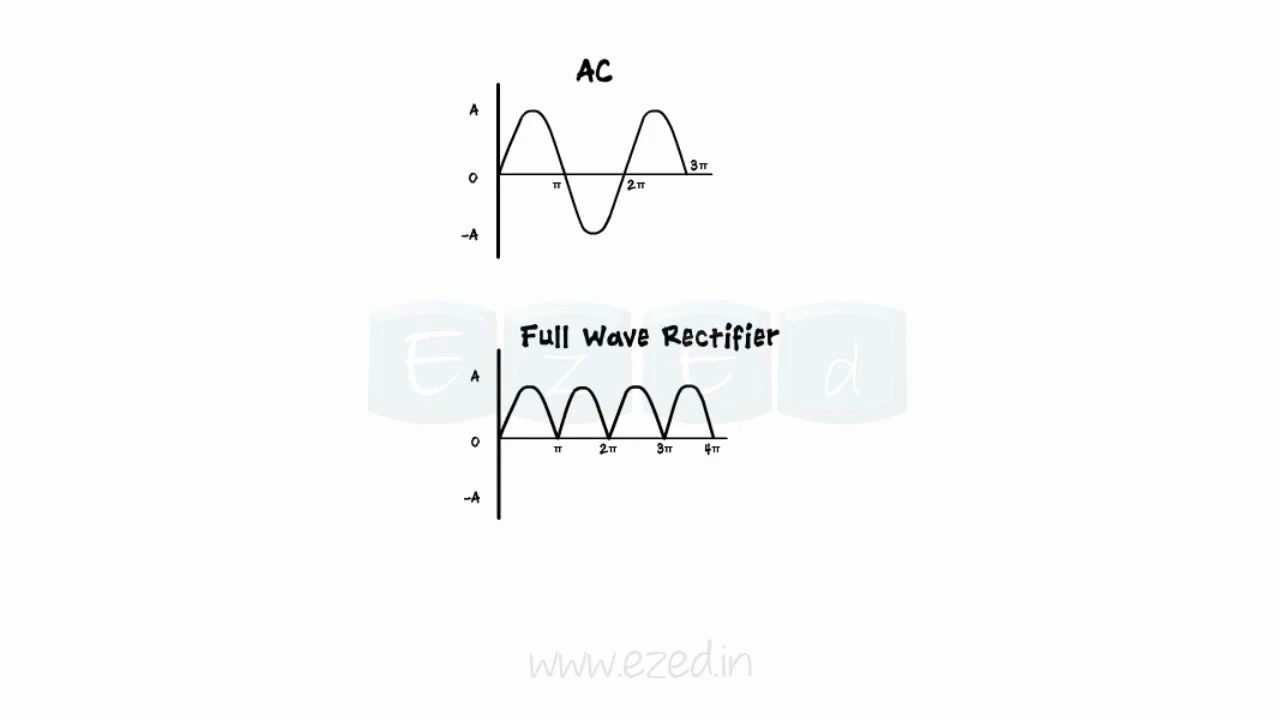 AC
A
3π
0
π
2π
-A
Full Wave Rectifier
EzEd
A
0
π 2π 3π 4π
-A
www.ezed.in